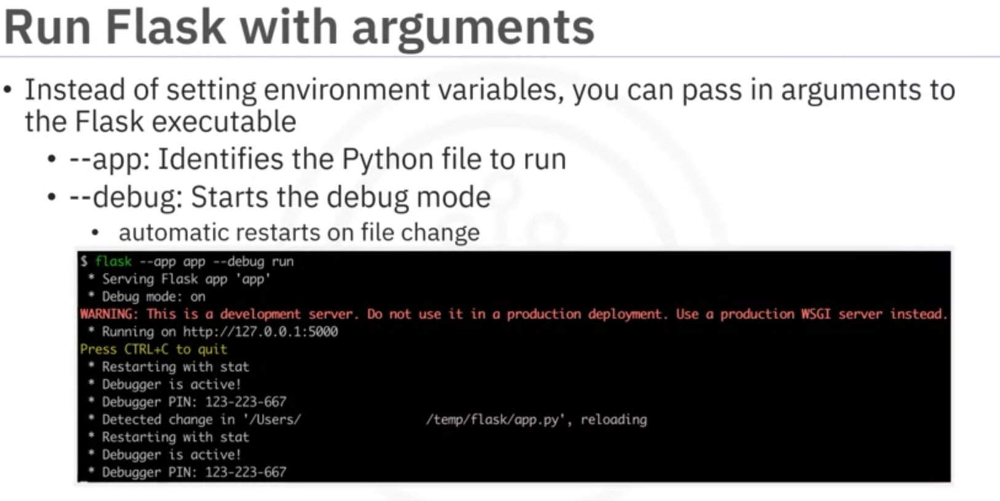 Run Flask with arguments
• Instead of setting environment variables, you can pass in arguments to
the Flask executable
• --app: Identifies the Python file to run
• --debug: Starts the debug mode
• automatic restarts on file change
$ flask --app app --debug run
* Serving Flask app 'app'
* Debug mode: on
WARNING: This is a development server. Do not use it in a production deployment. Use a production WSGI server instead.
* Running on http://127.0.0.1:5000
Press CTRL+C to quit
* Restarting with stat
* Debugger is active!
* Debugger PIN: 123-223-667
* Detected change in '/Users/ /temp/flask/app.py', reloading
* Restarting with stat
* Debugger is active!
* Debugger PIN: 123-223-667